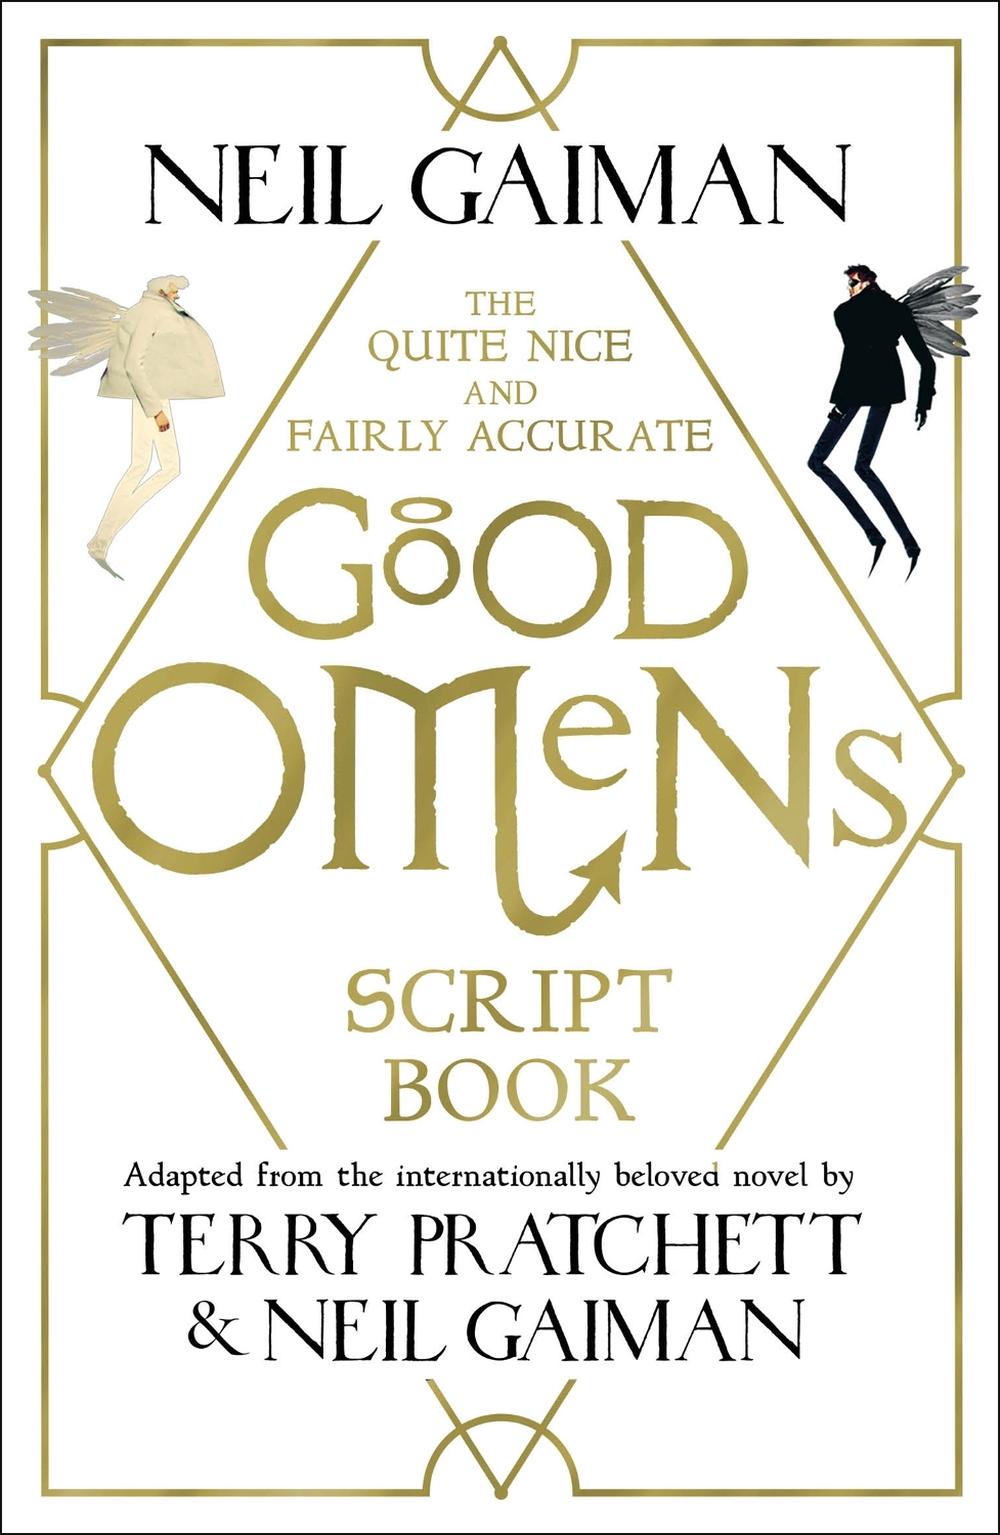 NEIL GAIMAN
THE
QUITE NICE
AND
FAIRLY ACCURATE
GOOD
OMeNS
SCRIPT
BOOK
Adapted from the internationally beloved novel by
TERRY PRATCHETT
& NEIL GAIMAN